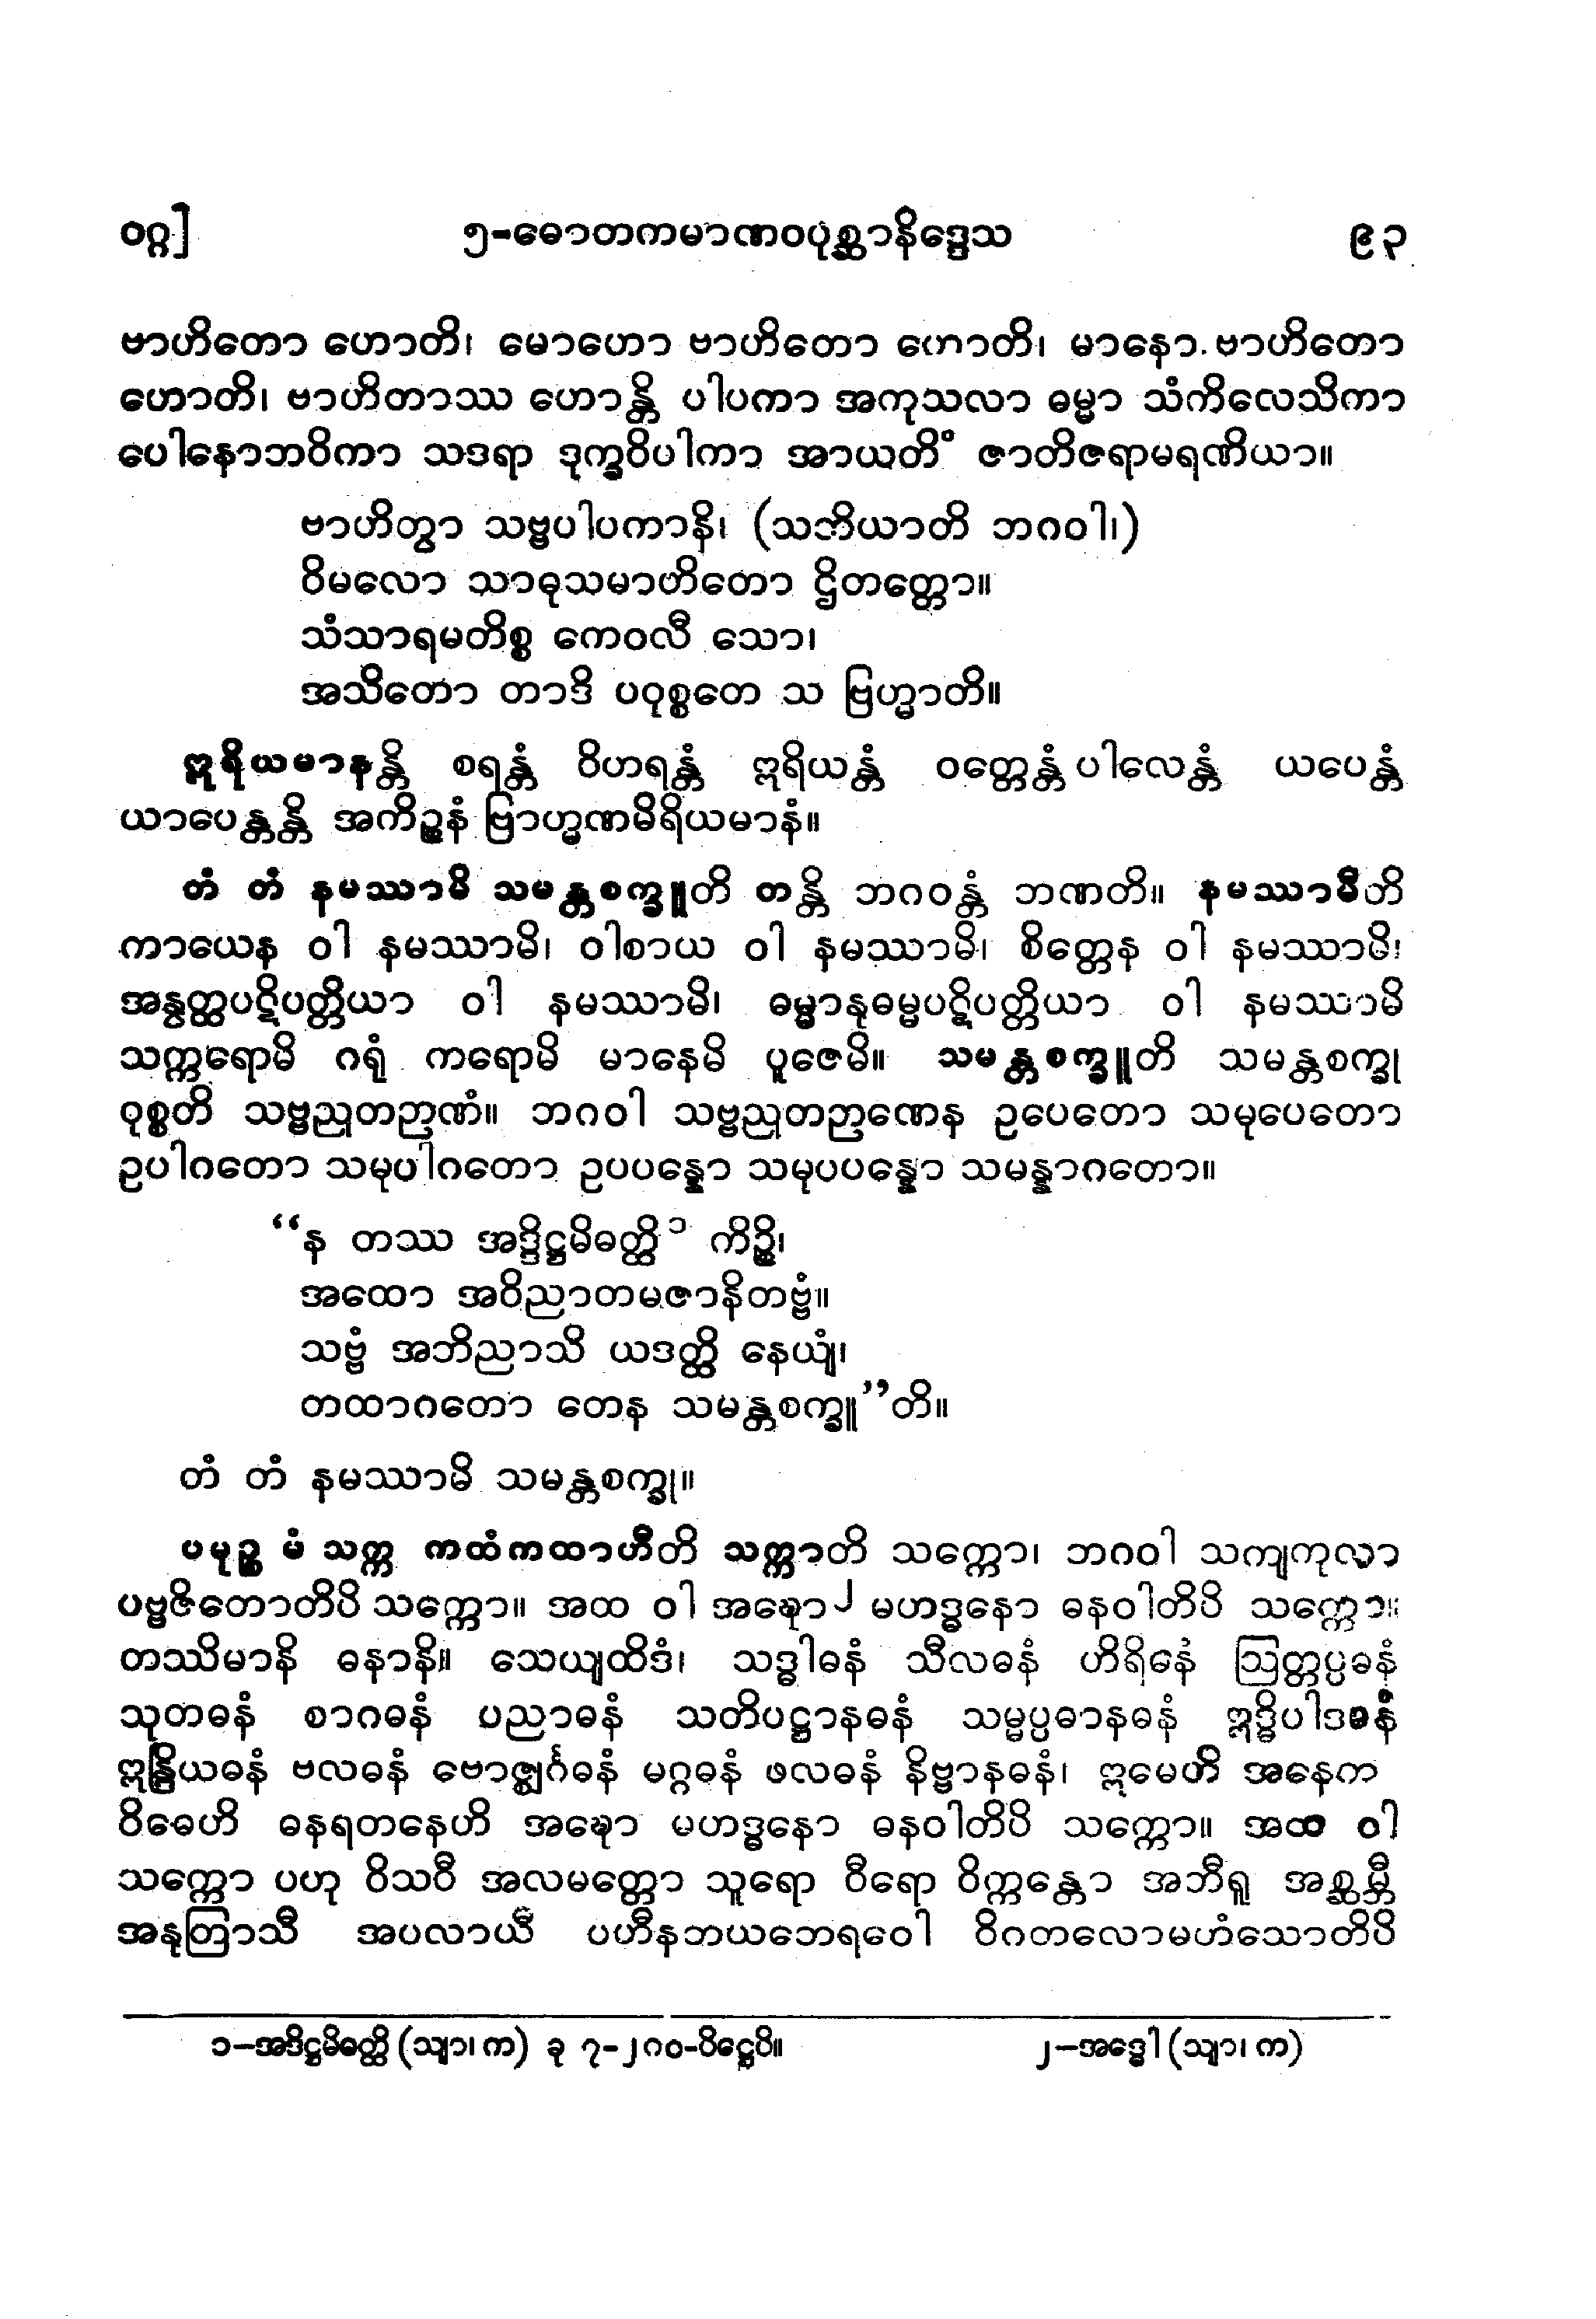 ဝဂ္ဂ] ၅-ဓောတကမာဏဝပုစ္ဆာနိဒ္ဒေသ ၉၃
ဗာဟိတော ဟောတိ၊ မောဟော ဗာဟိတော ဟောတိ၊ မာနော ဗာဟိတော
ဟောတိ၊ ဗာဟိတာဿ ဟောန္တိ ပါပကာ အကုသလာ ဓမ္မာ သံကိလေသိကာ
ပေါနောဘဝိကာ သဒရာ ဒုက္ခဝိပါကာ အာယတိံ ဇာတိဇရာမရဏိယာ။
ဗာဟိတွာ သဗ္ဗပါပကာနိ၊ (သဘိယာတိ ဘဂဝါ၊)
ဝိမလော သာဓုသမာဟိတော ဌိတတ္တော။
သံသာရမတိစ္စ ကေဝလီ သော၊
အသိတော တာဒိ ပဝုစ္စတေ သ ဗြဟ္မာတိ။
ဣရိယမာနန္တိ စရန္တံ ဝိဟရန္တံ ဣရိယန္တံ ဝတ္တေန္တံ ပါလေန္တံ ယပေန္တံ
ယာပေန္တန္တိ အကိဉ္စနံ ဗြာဟ္မဏမိရိယမာနံ။
တံ တံ နမဿာမိ သမန္တစက္ခူတိ တန္တိ ဘဂဝန္တံ ဘဏတိ။ နမဿာမီတိ
ကာယေန ဝါ နမဿာမိ၊ ဝါစာယ ဝါ နမဿာမိ၊ စိတ္တေန ဝါ နမဿာမိ၊
အနွတ္ထပဋိပတ္တိယာ ဝါ နမဿာမိ၊ ဓမ္မာနုဓမ္မပဋိပတ္တိယာ ဝါ နမဿာမိ
သက္ကရောမိ ဂရုံ ကရောမိ မာနေမိ ပူဇေမိ။ သမန္တစက္ခူတိ သမန္တစက္ခု
ဝုစ္စတိ သဗ္ဗညုတဉာဏံ။ ဘဂဝါ သဗ္ဗညုတဉာဏေန ဥပေတော သမုပေတော
ဥပါဂတော သမုပါဂတော ဥပပန္နော သမုပပန္နော သမန္နာဂတော။
“န တဿ အဒ္ဒိဋ္ဌမိဓတ္ထိ၁ ကိဉ္စိ၊
အထော အဝိညာတမဇာနိတဗ္ဗံ။
သဗ္ဗံ အဘိညာသိ ယဒတ္ထိ နေယျံ၊
တထာဂတော တေန သမန္တစက္ခူ”တိ။
တံ တံ နမဿာမိ သမန္တစက္ခု။
ပမုဉ္စ မံ သက္က ကထံကထာဟီတိ သက္ကာတိ သက္ကော၊ ဘဂဝါ သကျကုလာ
ပဗ္ဗဇိတောတိပိ သက္ကော။ အထ ဝါ အဍ္ဎော၂ မဟဒ္ဓနော ဓနဝါတိပိ သက္ကော။
တဿိမာနိ ဓနာနိ။ သေယျထိဒံ၊ သဒ္ဓါဓနံ သီလဓနံ ဟိရိဓနံ ဩတ္တပ္ပဓနံ
သုတဓနံ စာဂဓနံ ပညာဓနံ သတိပဋ္ဌာနဓနံ သမ္မပ္ပဓာနဓနံ ဣဒ္ဓိပါဒဓနံ
ဣန္ဒြိယဓနံ ဗလဓနံ ဗောဇ္ဈင်္ဂဓနံ မဂ္ဂဓနံ ဖလဓနံ နိဗ္ဗာနဓနံ၊ ဣမေဟိ အနေက
ဝိဓေဟိ ဓနရတနေဟိ အဍ္ဎော မဟဒ္ဓနော ဓနဝါတိပိ သက္ကော။ အထ ဝါ
သက္ကော ပဟု ဝိသဝီ အလမတ္တော သူရော ဝီရော ဝိက္ကန္တော အဘီရူ အစ္ဆမ္ဘီ
အနုတြာသီ အပလာယီ ပဟီနဘယဘေရဝေါ ဝိဂတလောမဟံသောတိပိ
၁–အဒိဋ္ဌမိဓတ္ထိ (သျာ၊ က) ခု ၇-၂၈၀-ပိဋ္ဌေပိ။ ၂–အဒ္ဓေါ (သျာ၊ က)